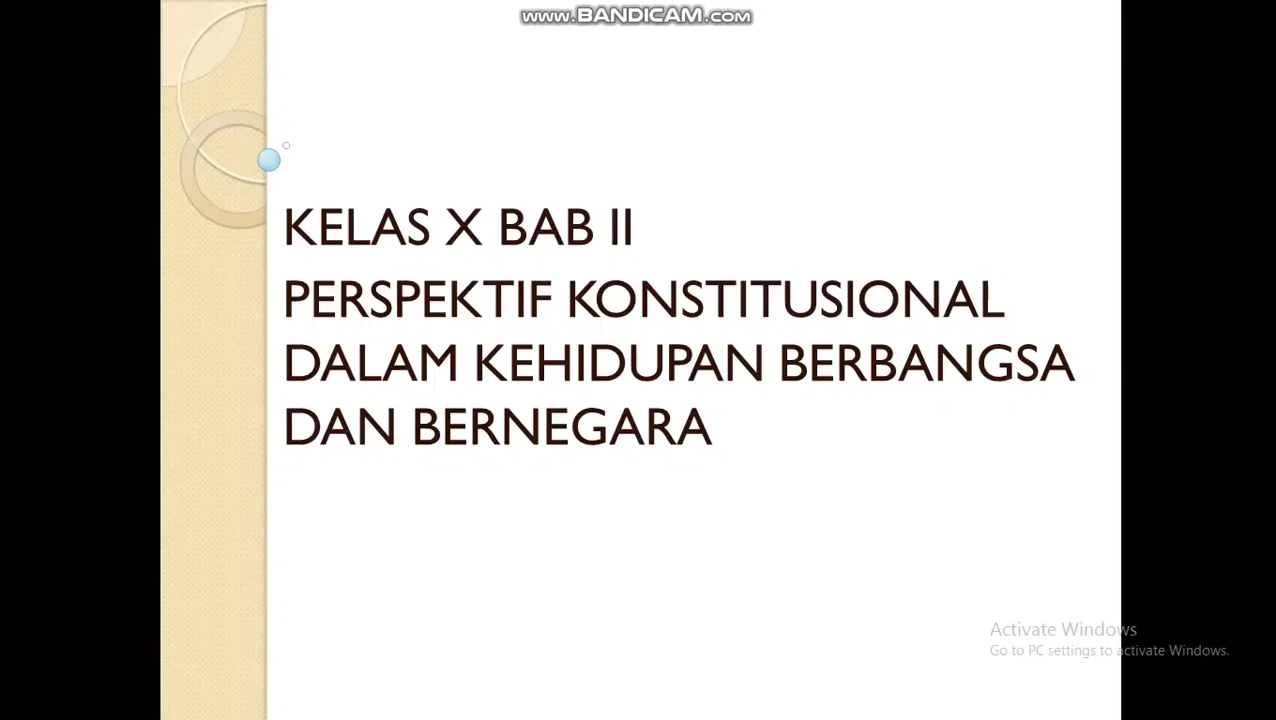 www.BANDICAM.com
KELAS X BAB II
PERSPEKTIF KONSTITUSIONAL
DALAM KEHIDUPAN BERBANGSA
DAN BERNEGARA
Activate Windows
Go to PC settings to activate Windows.